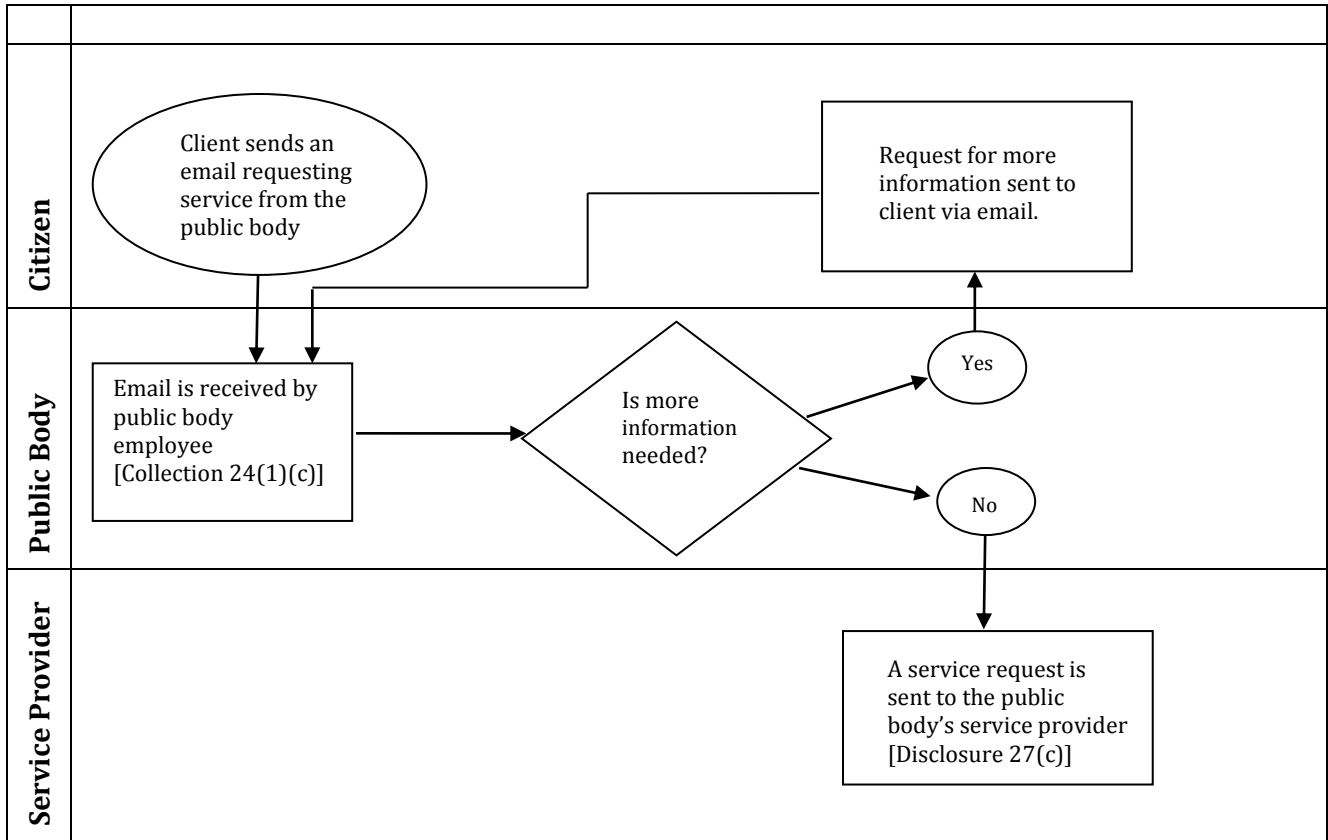 Citizen
Client sends an
email requesting
service from the
public body
Request for more
information sent to
client via email.
Public Body
Email is received by
public body
employee
[Collection 24(1)(c)]
Is more
information
needed?
Yes
No
Service Provider
A service request is
sent to the public
body’s service provider
[Disclosure 27(c)]